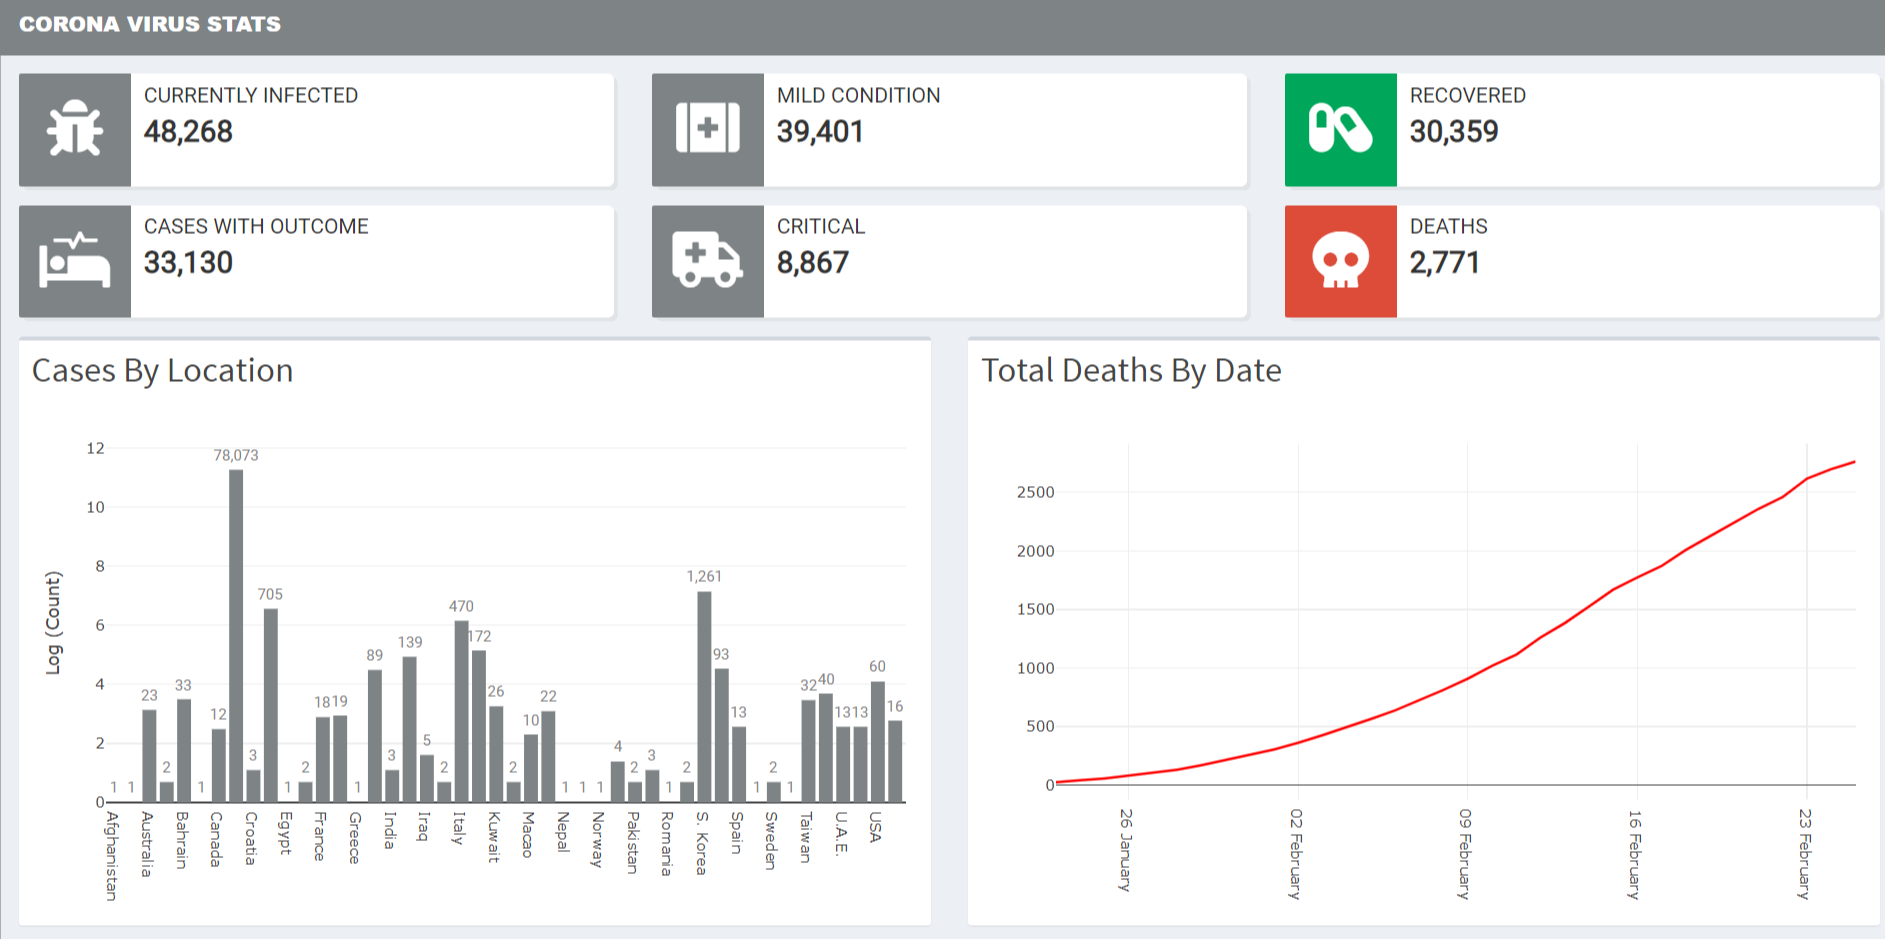 CORONA VIRUS STATS
CURRENTLY INFECTED
48,268
MILD CONDITION
39,401
RECOVERED
30,359
CASES WITH OUTCOME
33,130
CRITICAL
8,867
DEATHS
2,771
Cases By Location
Log (Count)
12
10
8
6
4
2
0
1
1
23
2
33
1
12
78,073
3
705
1
2
18
19
1
89
3
139
5
2
470
172
26
2
10
22
1
1
1
4
2
3
1
2
1,261
93
13
1
2
1
32
40
13
13
60
16
Afghanistan
Australia
Bahrain
Canada
Croatia
Egypt
France
Greece
India
Iraq
Italy
Kuwait
Macao
Nepal
Norway
Pakistan
Romania
S. Korea
Spain
Sweden
Taiwan
U.A.E.
USA
Total Deaths By Date
2500
2000
1500
1000
500
0
26 January
02 February
09 February
16 February
23 February